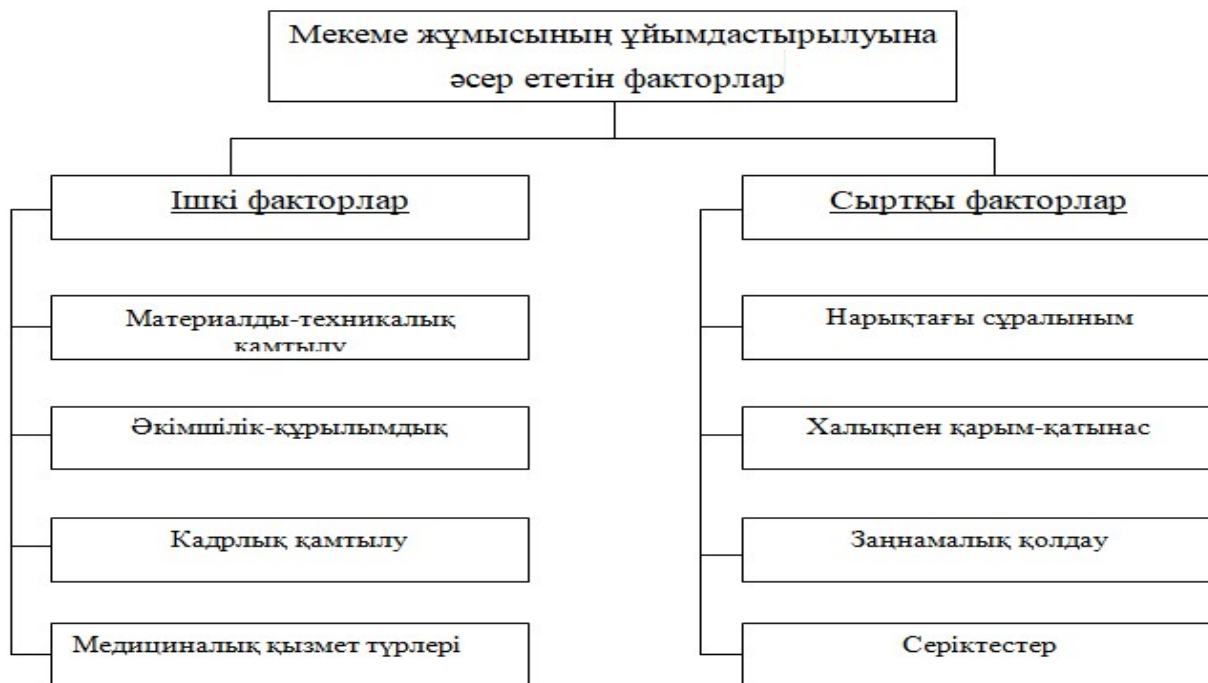 Мекеме жұмысының ұйымдастырылуына
әсер ететін факторлар
Ішкі факторлар
Материалды-техникалық
қамтылу
Әкімшілік-құрылымдық
Кадрлық қамтылу
Медициналық қызмет түрлері
Сыртқы факторлар
Нарықтағы сұралыным
Халықпен қарым-қатынас
Заңнамалық қолдау
Серіктестер